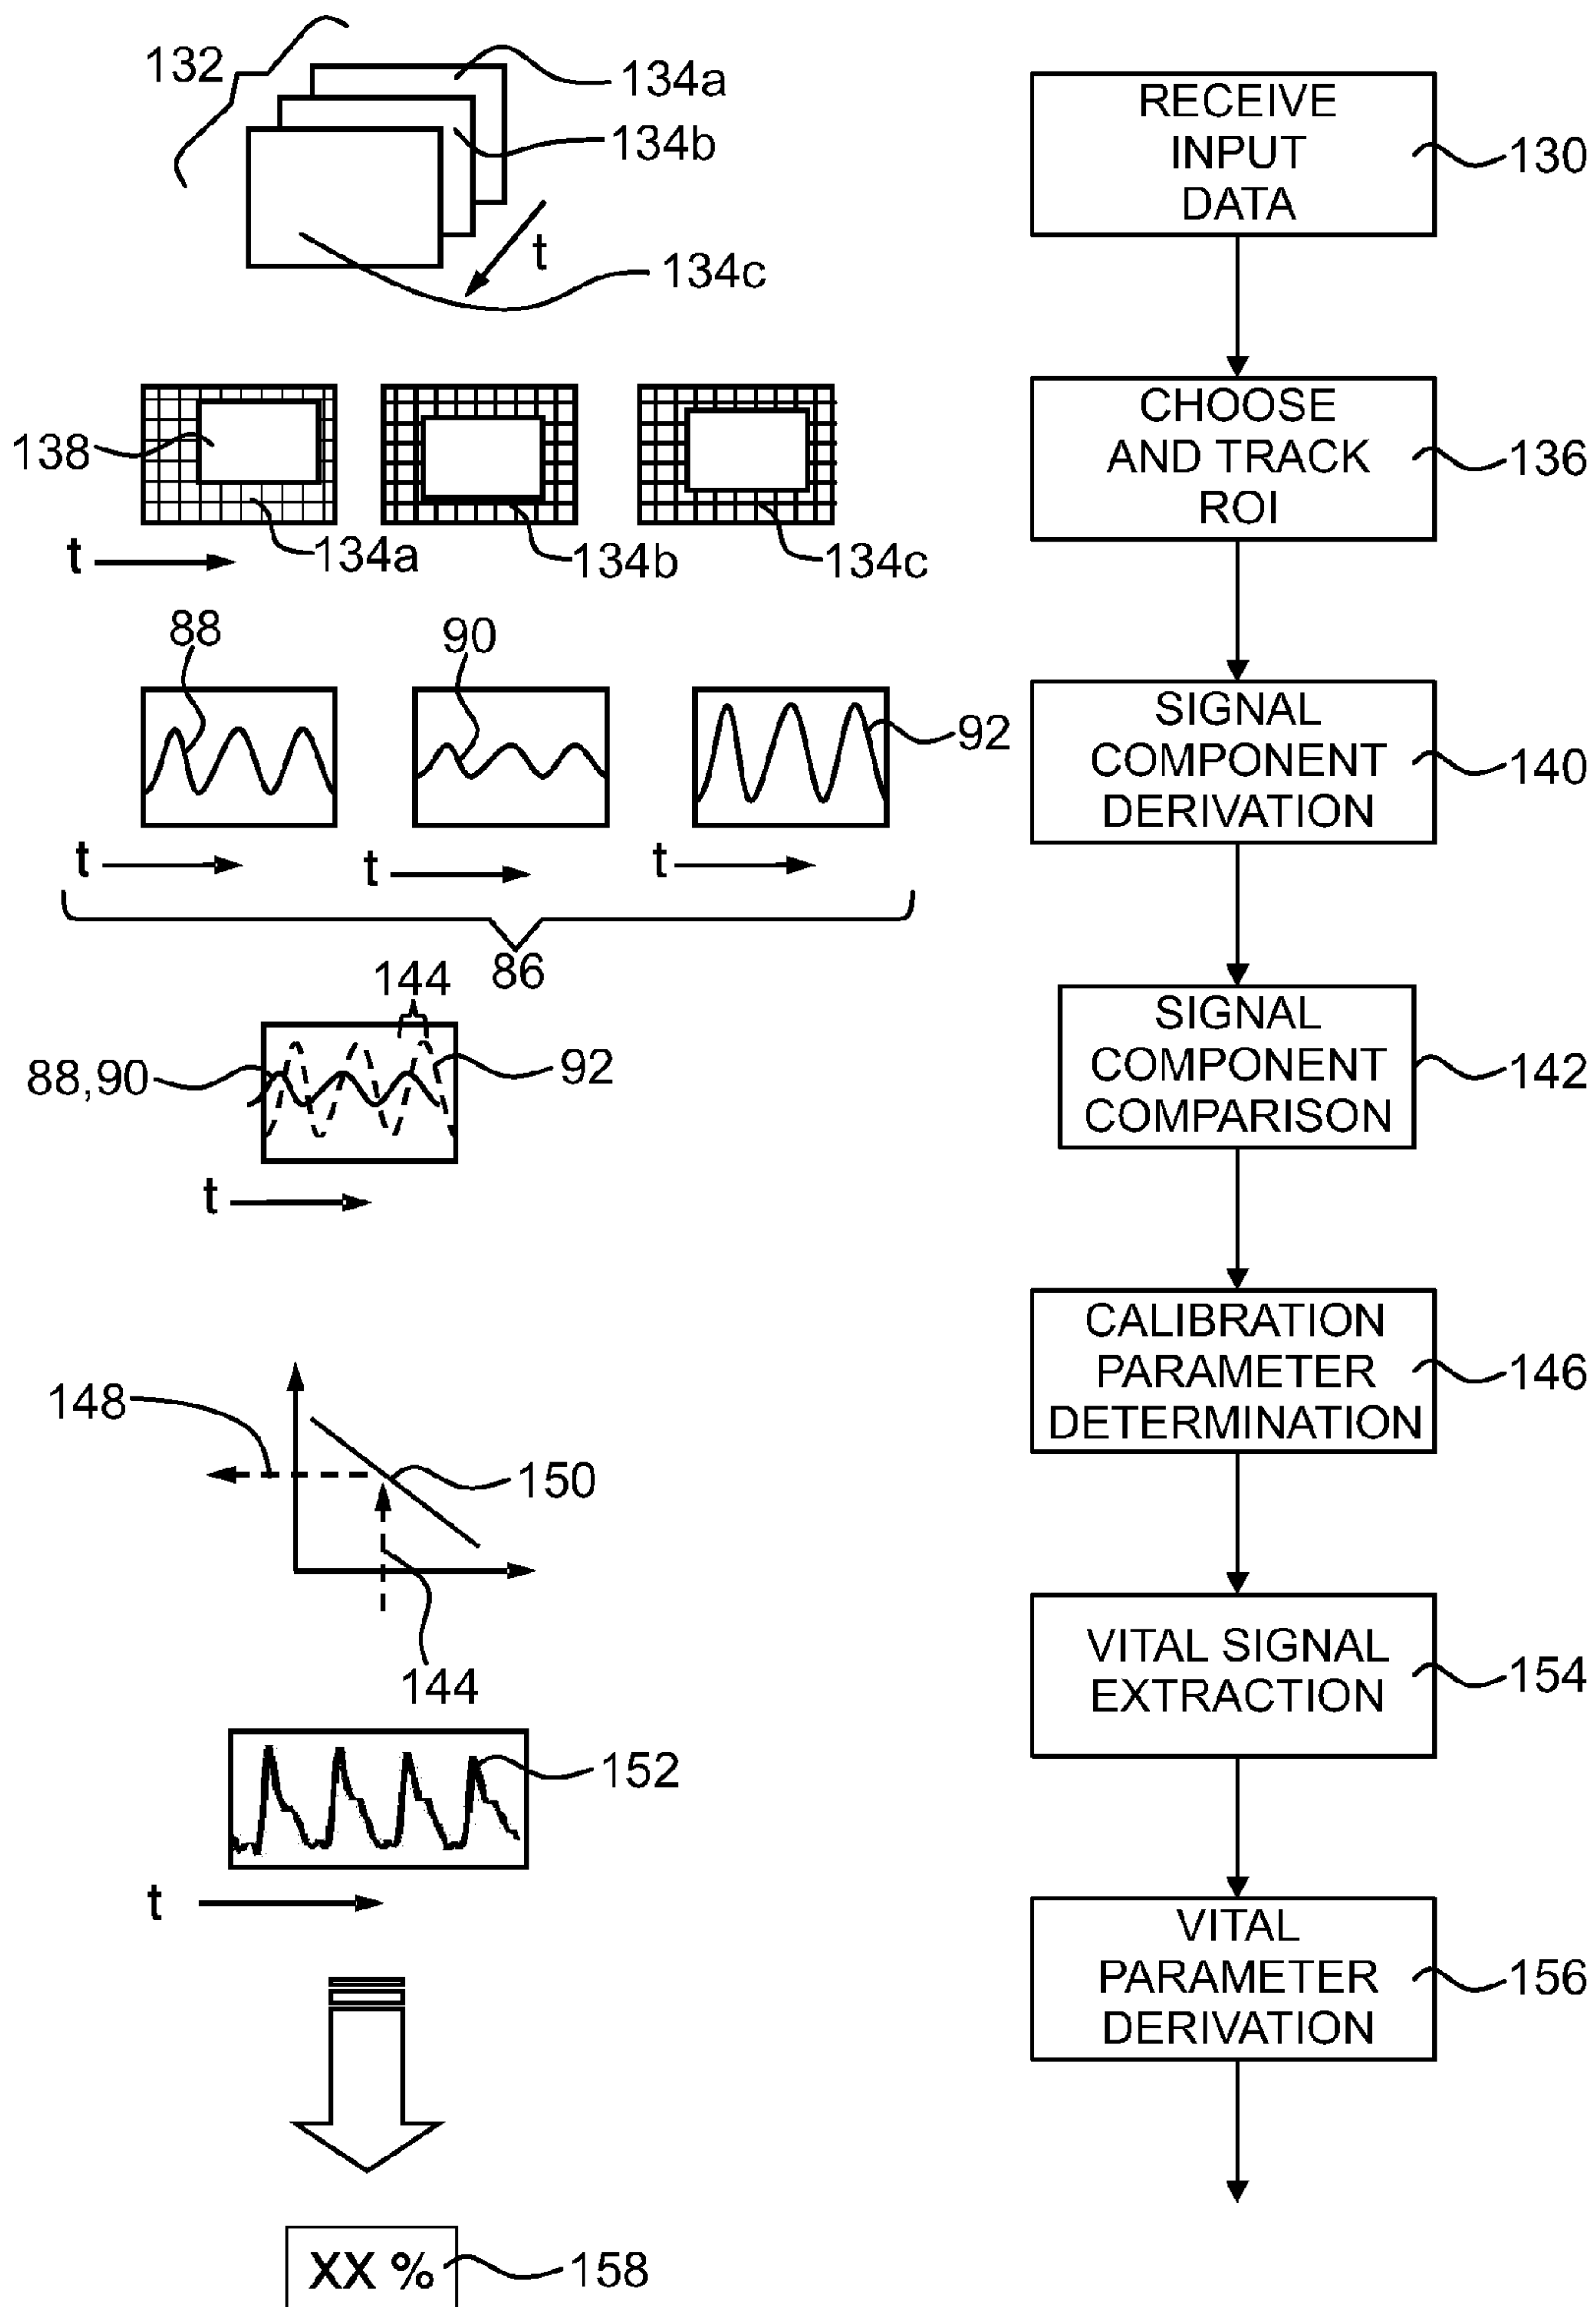 132
134a
134b
t
134c
RECEIVE
INPUT
DATA
130
138
t
134a
134b
134c
CHOOSE
AND TRACK
ROI
136
88
90
92
t
t
t
86
SIGNAL
COMPONENT
DERIVATION
140
144
88,90
92
t
SIGNAL
COMPONENT
COMPARISON
142
148
150
144
CALIBRATION
PARAMETER
DETERMINATION
146
152
t
VITAL SIGNAL
EXTRACTION
154
VITAL
PARAMETER
DERIVATION
156
XX %
158